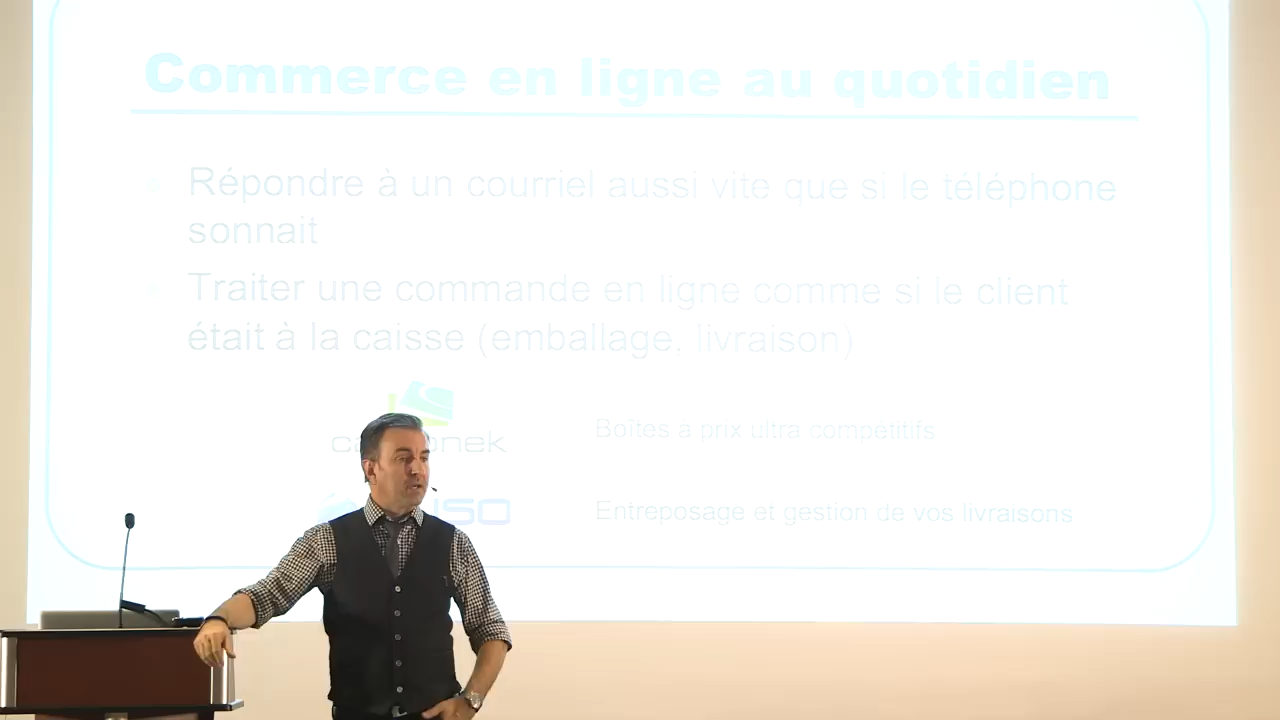 Commerce en ligne au quotidien
Répondre à un courriel aussi vite que si le téléphone
sonnait
Traiter une commande en ligne comme si le client
était à la caisse (emballage, livraison)
Boîtes a prix ultra compétitifs
Entreposage et gestion de vos livraisons